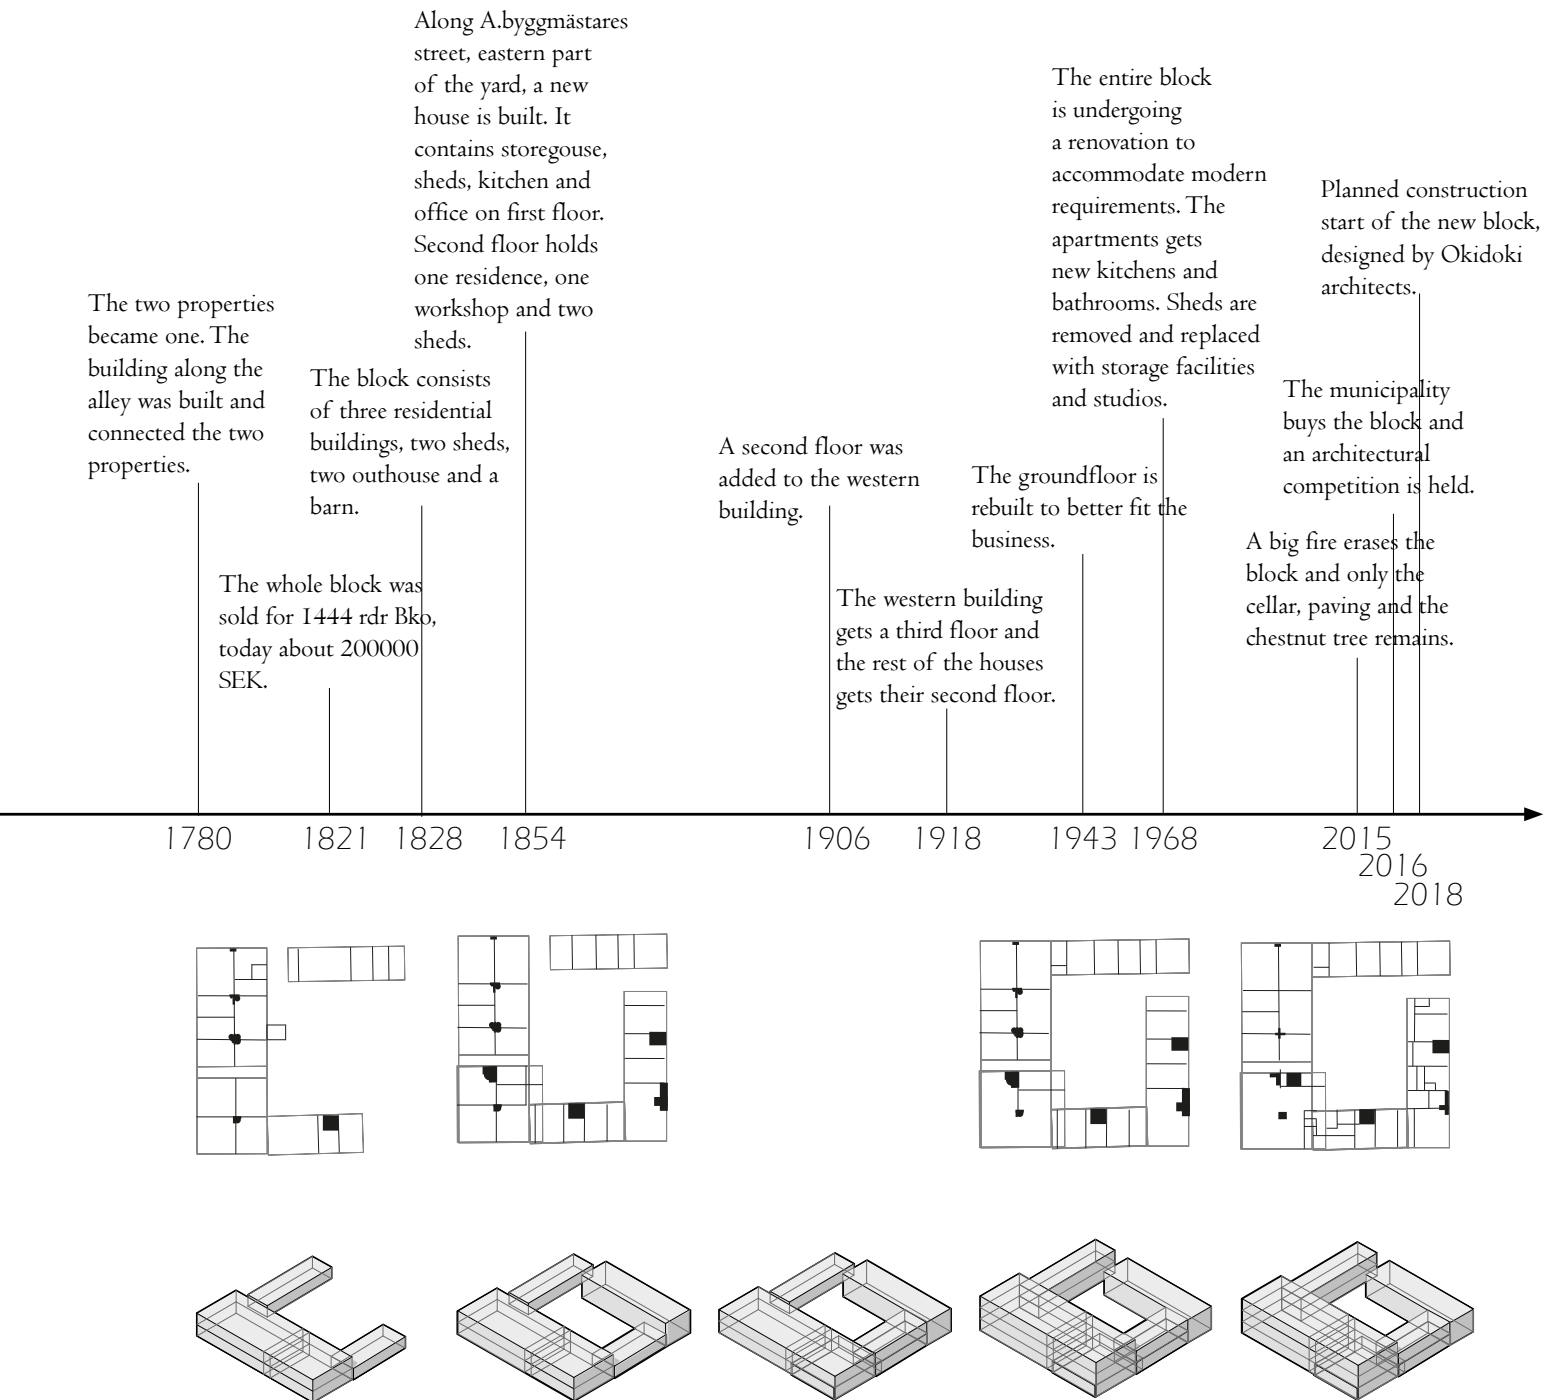 The two properties
became one. The
building along the
alley was built and
connected the two
properties.
The whole block was
sold for 1444 rdr Bko,
today about 200000
SEK.
The block consists
of three residential
buildings, two sheds,
two outhouse and a
barn.
Along A.byggmästares
street, eastern part
of the yard, a new
house is built. It
contains storegouse,
sheds, kitchen and
office on first floor.
Second floor holds
one residence, one
workshop and two
sheds.
A second floor was
added to the western
building.
The western building
gets a third floor and
the rest of the houses
gets their second floor.
The groundfloor is
rebuilt to better fit the
business.
The entire block
is undergoing
a renovation to
accommodate modern
requirements. The
apartments gets
new kitchens and
bathrooms. Sheds are
removed and replaced
with storage facilities
and studios.
A big fire erases the
block and only the
cellar, paving and the
chestnut tree remains.
The municipality
buys the block and
an architectural
competition is held.
Planned construction
start of the new block,
designed by Okidoki
architects.
1780
1821
1828
1854
1906
1918
1943
1968
2015
2016
2018